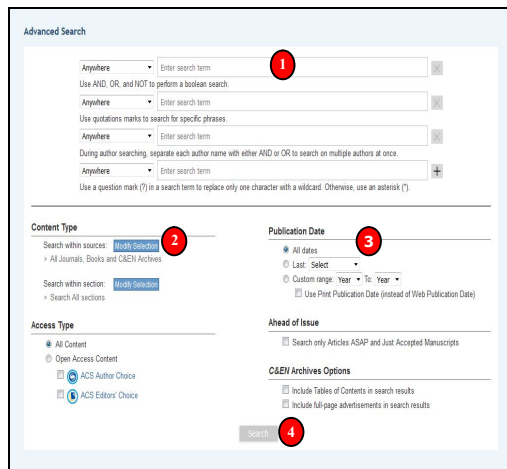 Advanced Search
Anywhere Enter search term 1 X
Use AND, OR, and NOT to perform a boolean search.
Anywhere Enter search term X
Use quotations marks to search for specific phrases.
Anywhere Enter search term X
During author searching, separate each author name with either AND or OR to search on multiple authors at once.
Anywhere Enter search term +
Use a question mark (?) in a search term to replace only one character with a wildcard. Otherwise, use an asterisk (*).
Content Type
Search within sources: Modify Selection 2
» All Journals, Books and C&EN Archives
Search within section: Modify Selection
» Search All sections
Access Type
All Content
Open Access Content
ACS Author Choice
ACS Editors' Choice
Publication Date
All dates 3
Last: Select
Custom range: Year To: Year
Use Print Publication Date (instead of Web Publication Date)
Ahead of Issue
Search only Articles ASAP and Just Accepted Manuscripts
C&EN Archives Options
Include Tables of Contents in search results
Include full-page advertisements in search results
Search 4